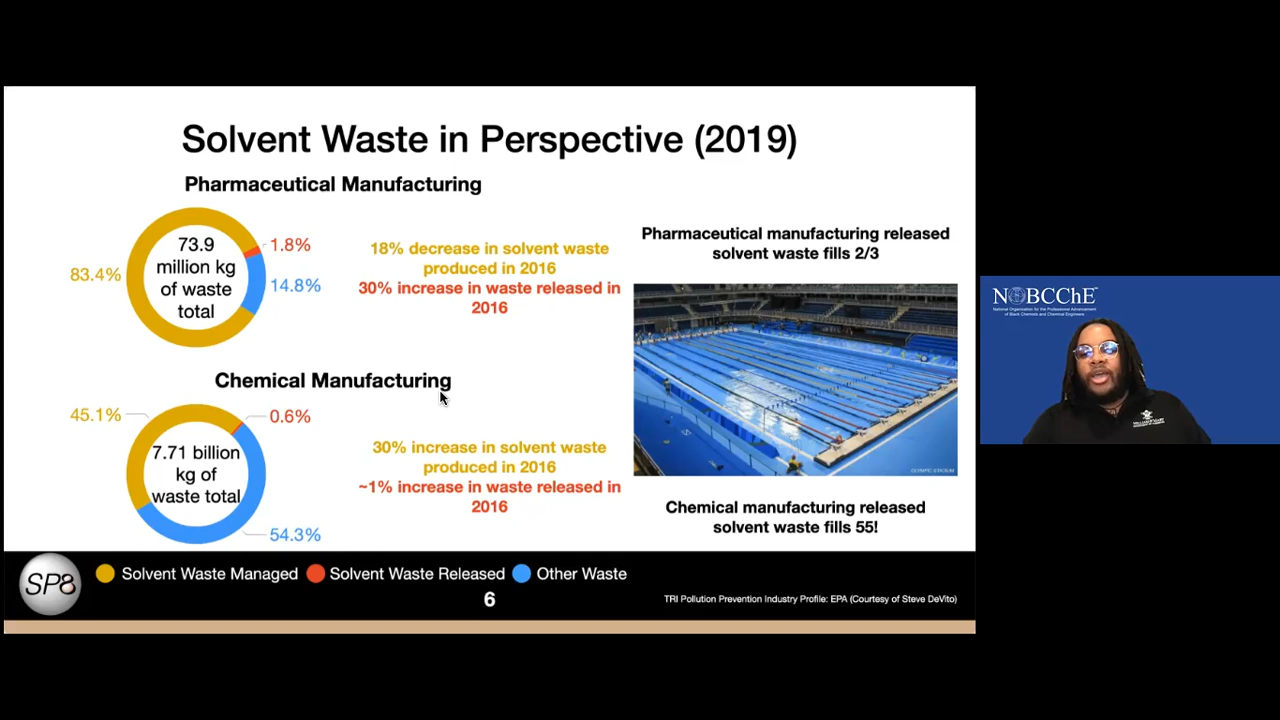 Solvent Waste in Perspective (2019)
Pharmaceutical Manufacturing
73.9
million kg
of waste
total
83.4%
1.8%
14.8%
18% decrease in solvent waste
produced in 2016
30% increase in waste released in
2016
Chemical Manufacturing
45.1%
0.6%
7.71 billion
kg of
waste total
54.3%
30% increase in solvent waste
produced in 2016
~1% increase in waste released in
2016
Pharmaceutical manufacturing released
solvent waste fills 2/3
OLYMPIC STADIUM
Chemical manufacturing released
solvent waste fills 55!
SP8
Solvent Waste Managed
Solvent Waste Released
Other Waste
6
TRI Pollution Prevention Industry Profile: EPA (Courtesy of Steve DeVito)
NOBCChE
National Organization for the Professional Advancement
of Black Chemists and Chemical Engineers